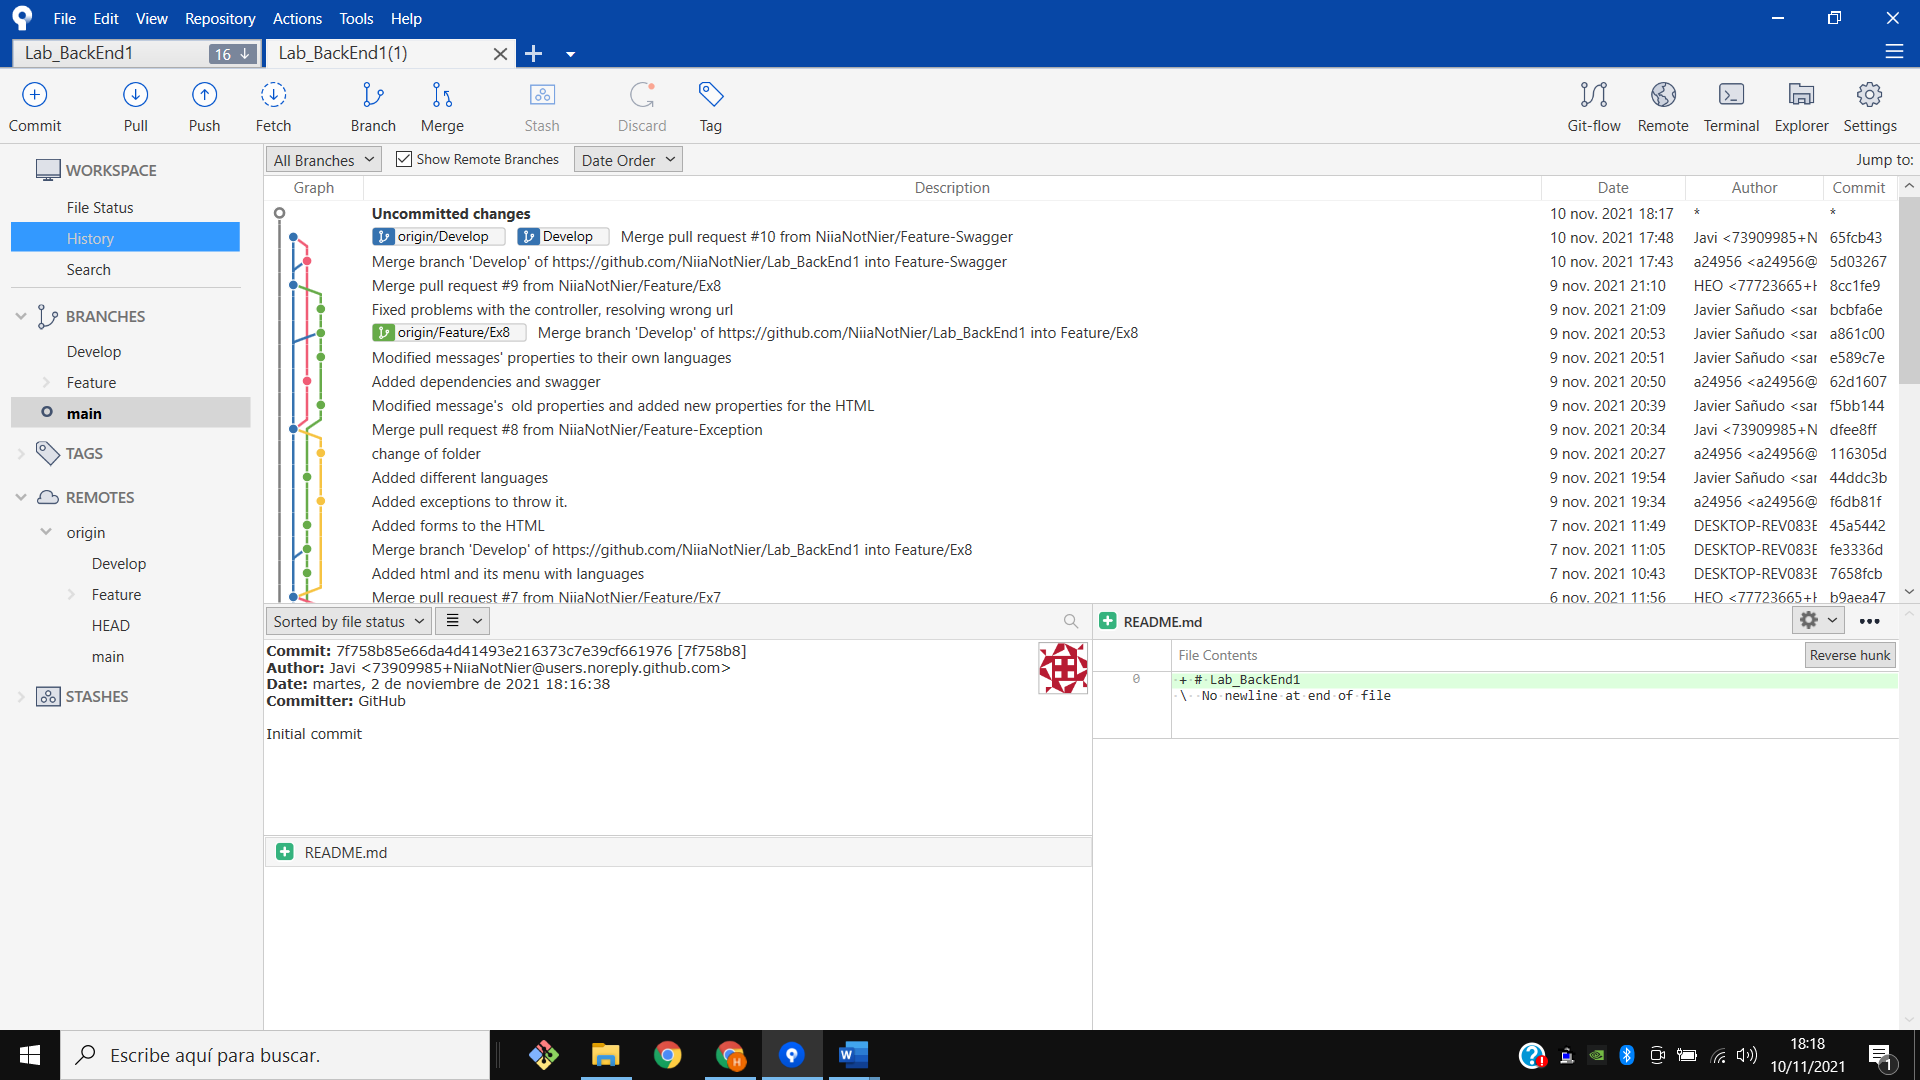 File Edit View Repository Actions Tools Help
Lab_BackEnd1 16 Lab_BackEnd1(1)
Commit Pull Push Fetch Branch Merge Stash Discard Tag Git-flow Remote Terminal Explorer Settings
All Branches Show Remote Branches Date Order Jump to:
WORKSPACE
File Status
History
Search
BRANCHES
Develop
Feature
main
TAGS
REMOTES
origin
Develop
Feature
HEAD
main
STASHES
Graph Description Date Author Commit
Uncommitted changes 10 nov. 2021 18:17 * *
origin/Develop Develop Merge pull request #10 from NiiaNotNier/Feature-Swagger 10 nov. 2021 17:48 Javi <73909985+N 65fcb43
Merge branch 'Develop' of https://github.com/NiiaNotNier/Lab_BackEnd1 into Feature-Swagger 10 nov. 2021 17:43 a24956 <a24956@ 5d03267
Merge pull request #9 from NiiaNotNier/Feature/Ex8 9 nov. 2021 21:10 HEO <77723665+H 8cc1fe9
Fixed problems with the controller, resolving wrong url 9 nov. 2021 21:09 Javier Sañudo <sar bcbfa6e
origin/Feature/Ex8 Merge branch 'Develop' of https://github.com/NiiaNotNier/Lab_BackEnd1 into Feature/Ex8 9 nov. 2021 20:53 Javier Sañudo <sar a861c00
Modified messages' properties to their own languages 9 nov. 2021 20:51 Javier Sañudo <sar e589c7e
Added dependencies and swagger 9 nov. 2021 20:50 a24956 <a24956@ 62d1607
Modified message's old properties and added new properties for the HTML 9 nov. 2021 20:39 Javier Sañudo <sar f5bb144
Merge pull request #8 from NiiaNotNier/Feature-Exception 9 nov. 2021 20:34 Javi <73909985+N dfee8ff
change of folder 9 nov. 2021 20:27 a24956 <a24956@ 116305d
Added different languages 9 nov. 2021 19:54 Javier Sañudo <sar 44ddc3b
Added exceptions to throw it. 9 nov. 2021 19:34 a24956 <a24956@ f6db81f
Added forms to the HTML 7 nov. 2021 11:49 DESKTOP-REV083E 45a5442
Merge branch 'Develop' of https://github.com/NiiaNotNier/Lab_BackEnd1 into Feature/Ex8 7 nov. 2021 11:05 DESKTOP-REV083E fe3336d
Added html and its menu with languages 7 nov. 2021 10:43 DESKTOP-REV083E 7658fcb
Merge pull request #7 from NiiaNotNier/Feature/Ex7 6 nov. 2021 11:56 HEO <77723665+H b9aea47
Sorted by file status
Commit: 7f758b85e66da4d41493e216373c7e39cf661976 [7f758b8]
Author: Javi <73909985+NiiaNotNier@users.noreply.github.com>
Date: martes, 2 de noviembre de 2021 18:16:38
Committer: GitHub
Initial commit
README.md
README.md
File Contents Reverse hunk
0 + # Lab_BackEnd1
\ No newline at end of file
Escribe aquí para buscar.
18:18
10/11/2021
1